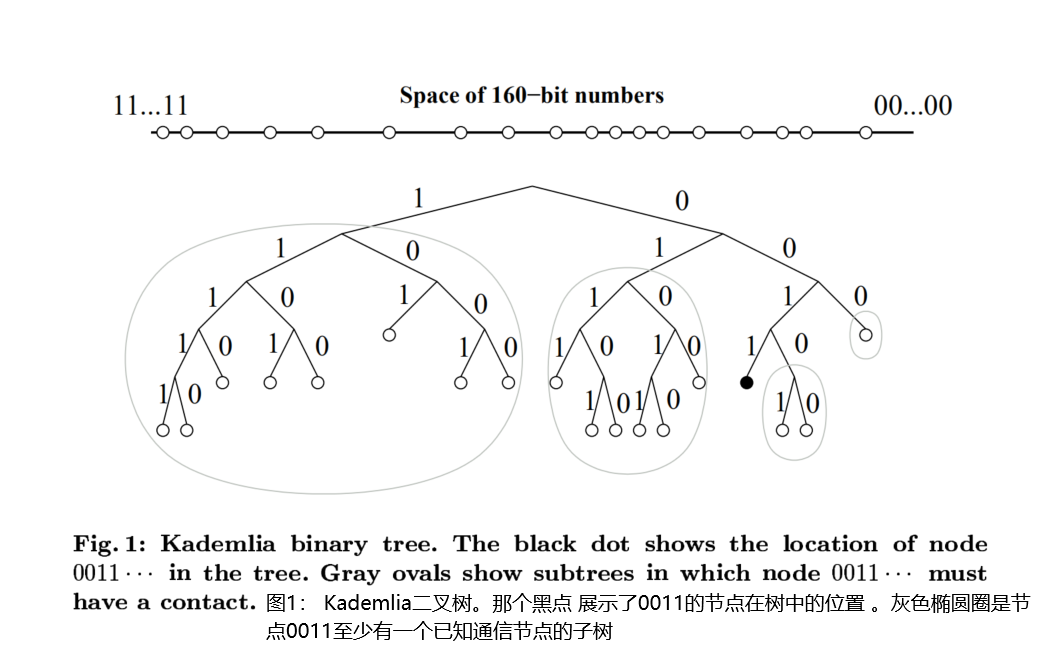 Space of 160−bit numbers
11...11 00...00
1 0
1 0 1 0
1 0 1 0 1 0 1 0
1 0 1 0 1 0 1 0 1 0 1 0
1 0 1 0 1 0 1 0
Fig. 1: Kademlia binary tree. The black dot shows the location of node
0011··· in the tree. Gray ovals show subtrees in which node 0011··· must
have a contact. 图1： Kademlia二叉树。那个黑点 展示了0011的节点在树中的位置 。灰色椭圆圈是节
点0011至少有一个已知通信节点的子树